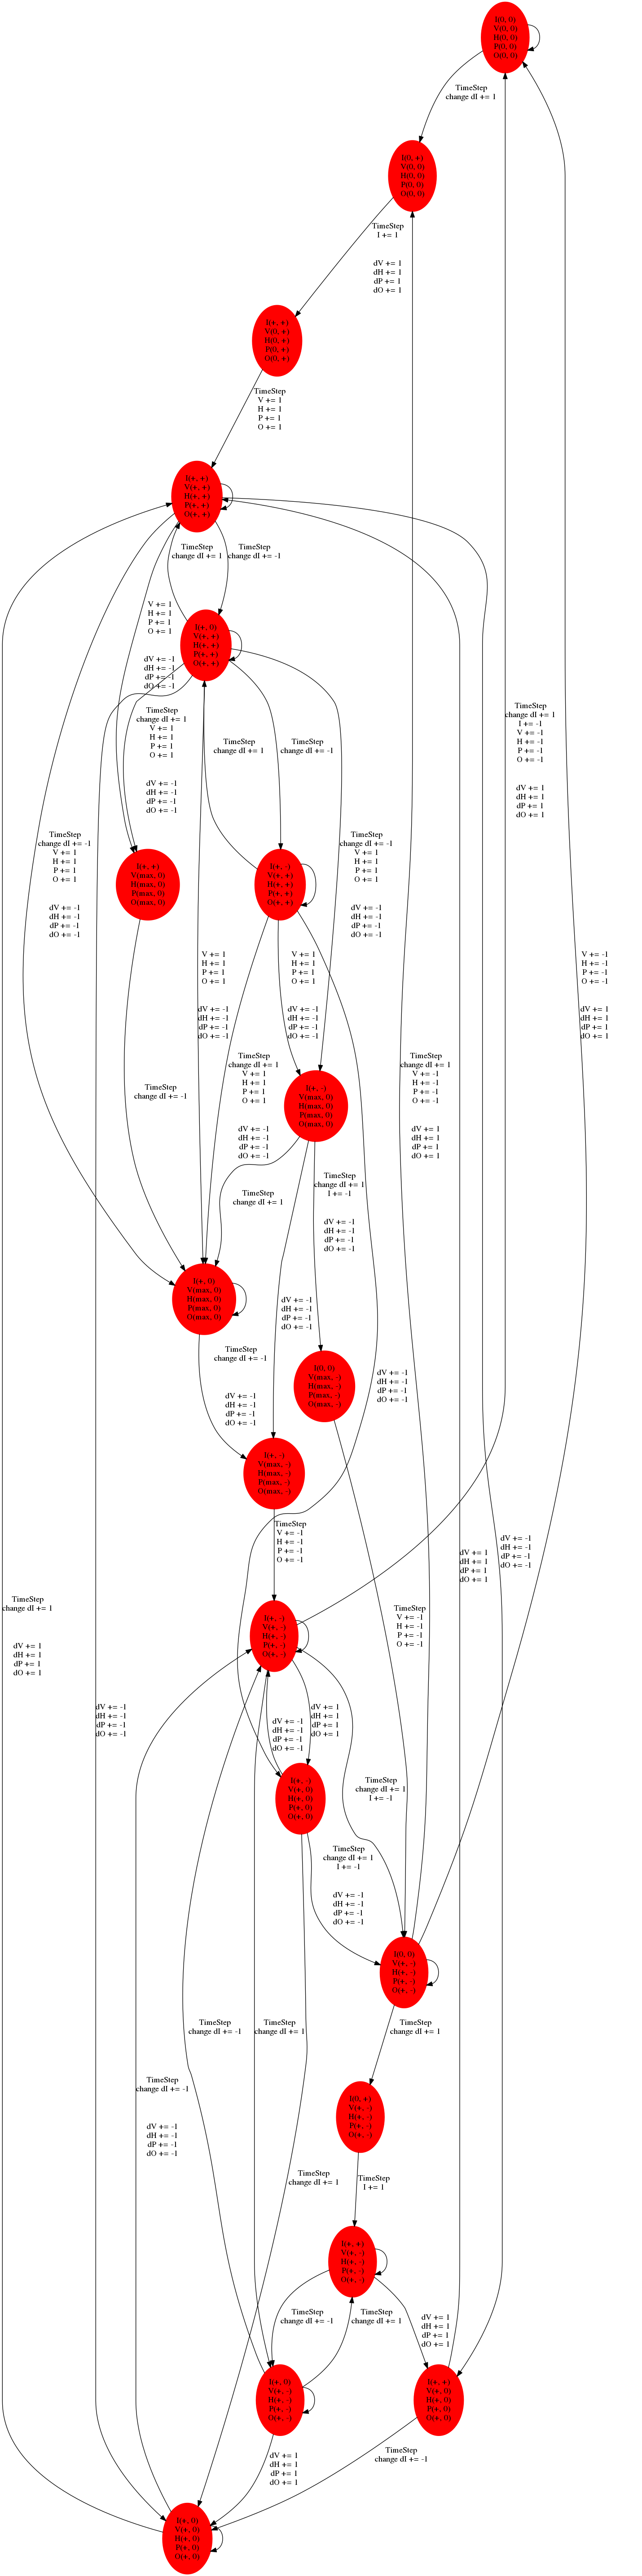 I(0, 0)
V(0, 0)
H(0, 0)
P(0, 0)
O(0, 0)
TimeStep
change dI += 1
I(0, +)
V(0, 0)
H(0, 0)
P(0, 0)
O(0, 0)
TimeStep
I += 1
dV += 1
dH += 1
dP += 1
dO += 1
I(+, +)
V(0, +)
H(0, +)
P(0, +)
O(0, +)
TimeStep
V += 1
H += 1
P += 1
O += 1
I(+, +)
V(+, +)
H(+, +)
P(+, +)
O(+, +)
TimeStep
change dI += 1
TimeStep
change dI += -1
V += 1
H += 1
P += 1
O += 1
dV += -1
dH += -1
dP += -1
dO += -1
I(+, 0)
V(+, +)
H(+, +)
P(+, +)
O(+, +)
TimeStep
change dI += 1
V += 1
H += 1
P += 1
O += 1
dV += -1
dH += -1
dP += -1
dO += -1
TimeStep
change dI += 1
TimeStep
change dI += -1
TimeStep
change dI += 1
I += -1
V += -1
H += -1
P += -1
O += -1
dV += 1
dH += 1
dP += 1
dO += 1
TimeStep
change dI += -1
V += 1
H += 1
P += 1
O += 1
dV += -1
dH += -1
dP += -1
dO += -1
I(+, +)
V(max, 0)
H(max, 0)
P(max, 0)
O(max, 0)
I(+, -)
V(+, +)
H(+, +)
P(+, +)
O(+, +)
TimeStep
change dI += -1
V += 1
H += 1
P += 1
O += 1
dV += -1
dH += -1
dP += -1
dO += -1
V += 1
H += 1
P += 1
O += 1
dV += -1
dH += -1
dP += -1
dO += -1
V += 1
H += 1
P += 1
O += 1
dV += -1
dH += -1
dP += -1
dO += -1
V += -1
H += -1
P += -1
O += -1
dV += 1
dH += 1
dP += 1
dO += 1
TimeStep
change dI += -1
TimeStep
change dI += 1
V += 1
H += 1
P += 1
O += 1
dV += -1
dH += -1
dP += -1
dO += -1
I(+, -)
V(max, 0)
H(max, 0)
P(max, 0)
O(max, 0)
TimeStep
change dI += 1
V += -1
H += -1
P += -1
O += -1
dV += 1
dH += 1
dP += 1
dO += 1
TimeStep
change dI += 1
TimeStep
change dI += 1
I += -1
dV += -1
dH += -1
dP += -1
dO += -1
I(+, 0)
V(max, 0)
H(max, 0)
P(max, 0)
O(max, 0)
dV += -1
dH += -1
dP += -1
dO += -1
TimeStep
change dI += -1
dV += -1
dH += -1
dP += -1
dO += -1
I(0, 0)
V(max, -)
H(max, -)
P(max, -)
O(max, -)
dV += -1
dH += -1
dP += -1
dO += -1
I(+, -)
V(max, -)
H(max, -)
P(max, -)
O(max, -)
TimeStep
V += -1
H += -1
P += -1
O += -1
dV += 1
dH += 1
dP += 1
dO += 1
dV += -1
dH += -1
dP += -1
dO += -1
TimeStep
change dI += 1
dV += 1
dH += 1
dP += 1
dO += 1
I(+, -)
V(+, -)
H(+, -)
P(+, -)
O(+, -)
TimeStep
V += -1
H += -1
P += -1
O += -1
dV += -1
dH += -1
dP += -1
dO += -1
dV += -1
dH += -1
dP += -1
dO += -1
dV += 1
dH += 1
dP += 1
dO += 1
I(+, -)
V(+, 0)
H(+, 0)
P(+, 0)
O(+, 0)
TimeStep
change dI += 1
I += -1
TimeStep
change dI += 1
I += -1
dV += -1
dH += -1
dP += -1
dO += -1
I(0, 0)
V(+, -)
H(+, -)
P(+, -)
O(+, -)
TimeStep
change dI += -1
TimeStep
change dI += 1
TimeStep
change dI += 1
TimeStep
change dI += -1
dV += -1
dH += -1
dP += -1
dO += -1
I(0, +)
V(+, -)
H(+, -)
P(+, -)
O(+, -)
TimeStep
change dI += 1
TimeStep
I += 1
I(+, +)
V(+, -)
H(+, -)
P(+, -)
O(+, -)
TimeStep
change dI += -1
TimeStep
change dI += 1
dV += 1
dH += 1
dP += 1
dO += 1
I(+, 0)
V(+, -)
H(+, -)
P(+, -)
O(+, -)
I(+, +)
V(+, 0)
H(+, 0)
P(+, 0)
O(+, 0)
dV += 1
dH += 1
dP += 1
dO += 1
TimeStep
change dI += -1
I(+, 0)
V(+, 0)
H(+, 0)
P(+, 0)
O(+, 0)